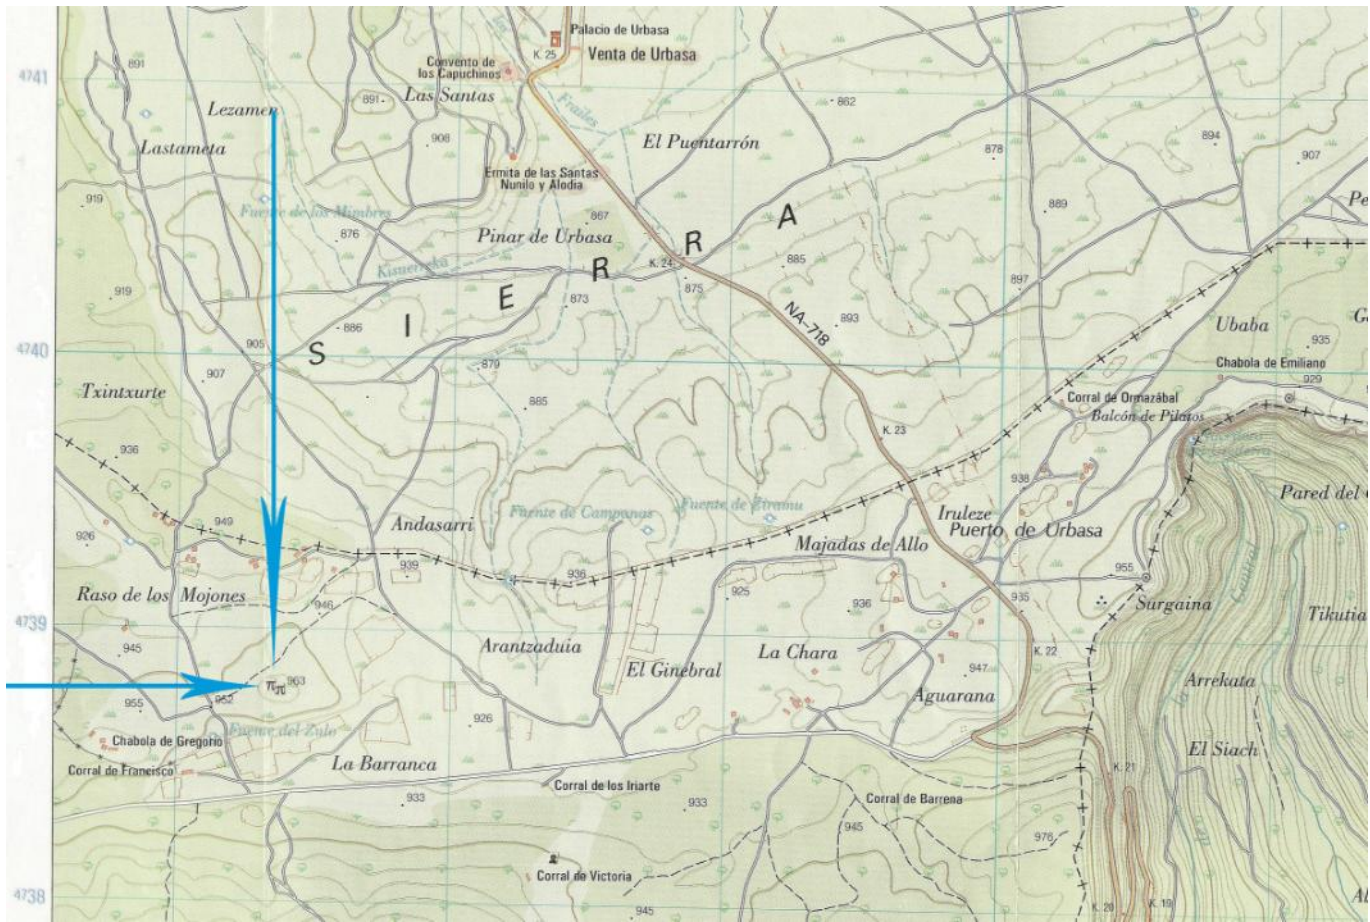 Palacio de Urbasa
K. 25
Venta de Urbasa
Convento de
los Capuchinos
4741
891
891
Las Santas
862
Lezamen
Frailes
Lastameta
908
El Puentarrón
894
878
907
Ermita de las Santas
Nunilo y Alodia
919
Fuente de los Mimbres
867
889
876
Pinar de Urbasa
S I E R R A
K. 24
885
875
897
919
873
NA-718
893
886
Ubaba
935
905
4740
879
Chabola de Emiliano
907
929
Txintxurte
885
Corral de Ormazábal
Balcón de Pilatos
K. 23
936
938
Pared del
Fuente de Campanas
Fuente de Ziramu
949
Andasarri
Iruleze
Puerto de Urbasa
926
Majadas de Allo
939
936
955
Raso de los Mojones
925
936
935
Surgaina
946
Tikutia
4739
945
Arantzaduia
La Chara
K. 22
El Ginebral
947
963
Arrekata
955
952
Aguarana
926
Fuente del Zulo
Chabola de Gregorio
El Siach
La Barranca
Corral de Francisco
K. 21
Corral de los Iriarte
933
933
Corral de Barrena
945
976
Corral de Victoria
4738
945
K. 20
K. 19